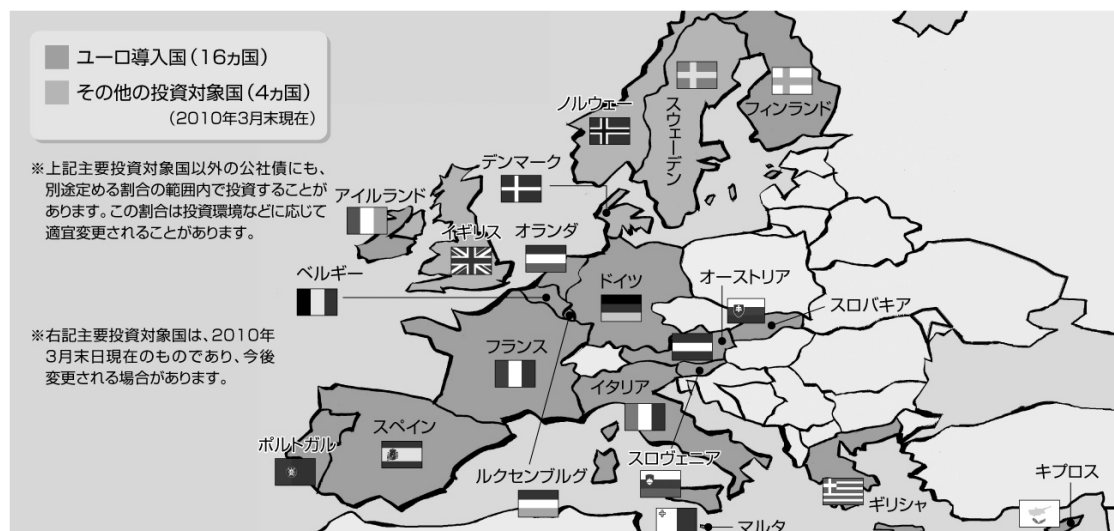 ユーロ導入国(16ヵ国)
その他の投資対象国(4ヵ国)
(2010年3月末現在)
※上記主要投資対象国以外の公社債にも、
別途定める割合の範囲内で投資することが
あります。この割合は投資環境などに応じて
適宜変更されることがあります。
※右記主要投資対象国は、2010年
3月末日現在のものであり、今後
変更される場合があります。
ノルウェー
スウェーデン
フィンランド
デンマーク
アイルランド
イギリス
オランダ
ベルギー
ドイツ
オーストリア
スロバキア
フランス
イタリア
スペイン
ポルトガル
ルクセンブルグ
スロヴェニア
ギリシャ
キプロス
マルタ